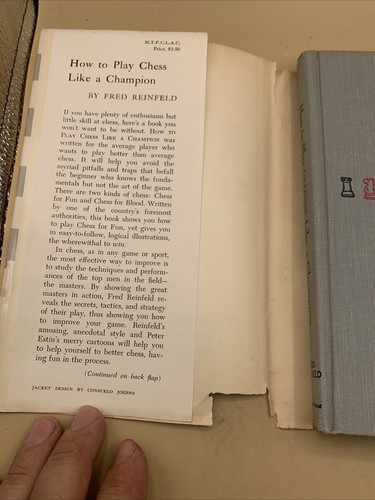 H.T.P.C.L.A.C.
Price, $3.50
How to Play Chess
Like a Champion
BY FRED REINFELD
If you have plenty of enthusiasm but
little skill at chess, here's a book you
won't want to be without. HOW TO
PLAY CHESS LIKE A CHAMPION was
written for the average player who
wants to play better than average
chess. It will help you avoid the
myriad pitfalls and traps that befall
the beginner who knows the funda-
mentals but not the art of the game.
There are two kinds of chess: Chess
for Fun and Chess for Blood. Written
by one of the country's foremost
authorities, this book shows you how
to play Chess for Fun, yet gives you
in easy-to-follow, logical illustrations,
the wherewithal to win.
In chess, as in any game or sport,
the most effective way to improve is
to study the techniques and perform-
ances of the top men in the field—
the masters. By showing the great
masters in action, Fred Reinfeld re-
veals the secrets, tactics, and strategy
of their play, thus showing you how
to improve your game. Reinfeld's
amusing, anecdotal style and Peter
Estin's merry cartoons will help you
to help yourself to better chess, hav-
ing fun in the process.
(Continued on back flap)
JACKET DESIGN BY CONSUELO JOERNS